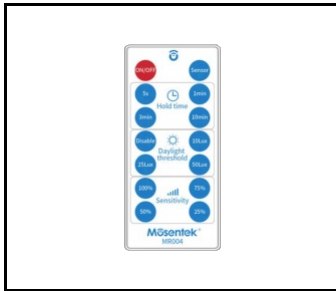 ON/OFF Sensor
5s 1min
Hold time
3min 10min
Disable 10Lux
Daylight
threshold
25Lux 50Lux
100% 75%
Sensitivity
50% 25%
Mosentek
MR004